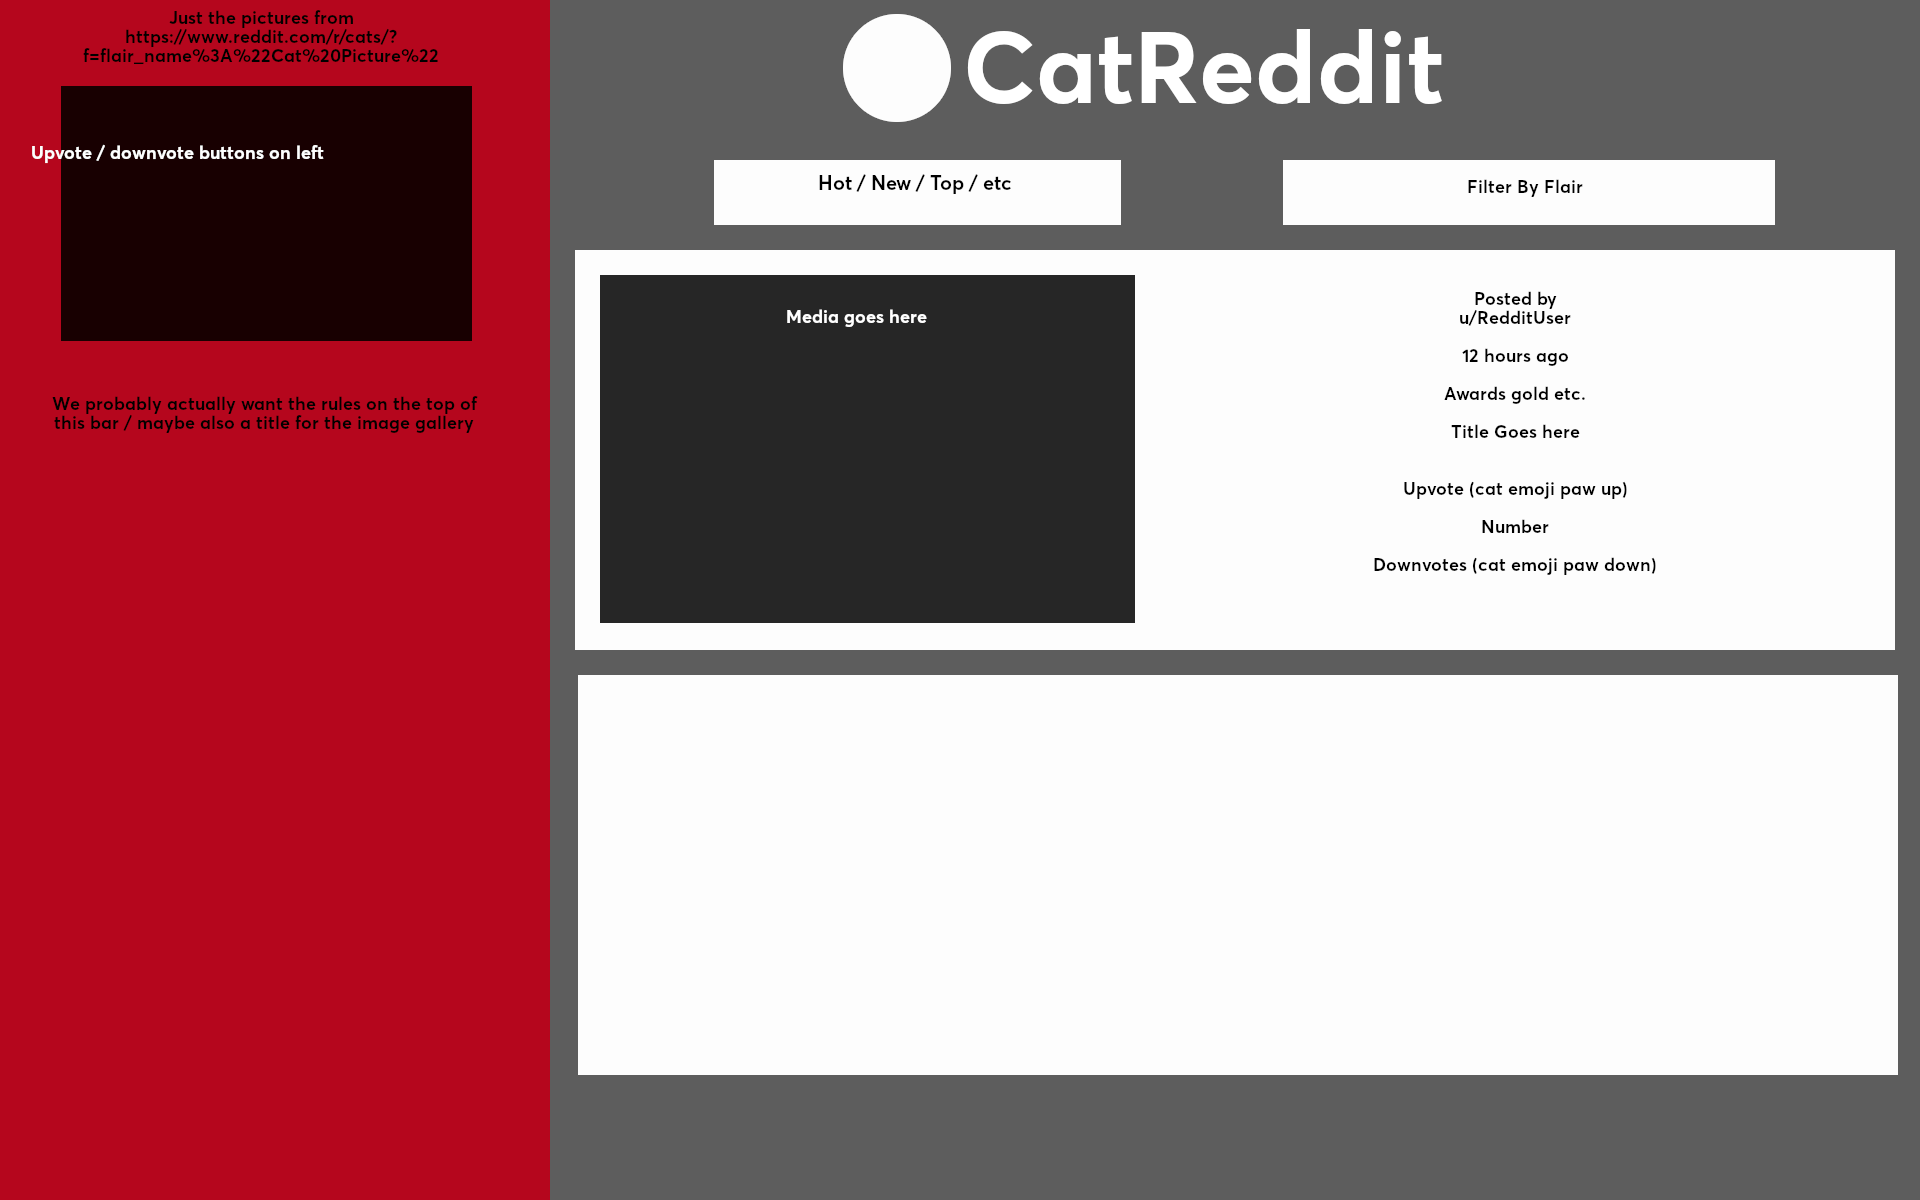 Just the pictures from
https://www.reddit.com/r/cats/?
f=flair_name%3A%22Cat%20Picture%22
Upvote / downvote buttons on left
We probably actually want the rules on the top of
this bar / maybe also a title for the image gallery
CatReddit
Hot / New / Top / etc
Filter By Flair
Media goes here
Posted by
u/RedditUser
12 hours ago
Awards gold etc.
Title Goes here
Upvote (cat emoji paw up)
Number
Downvotes (cat emoji paw down)